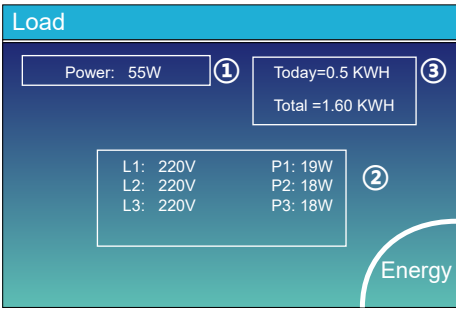 Load
Power: 55W ①
Today=0.5 KWH ③
Total =1.60 KWH
L1: 220V P1: 19W
L2: 220V P2: 18W ②
L3: 220V P3: 18W
Energy